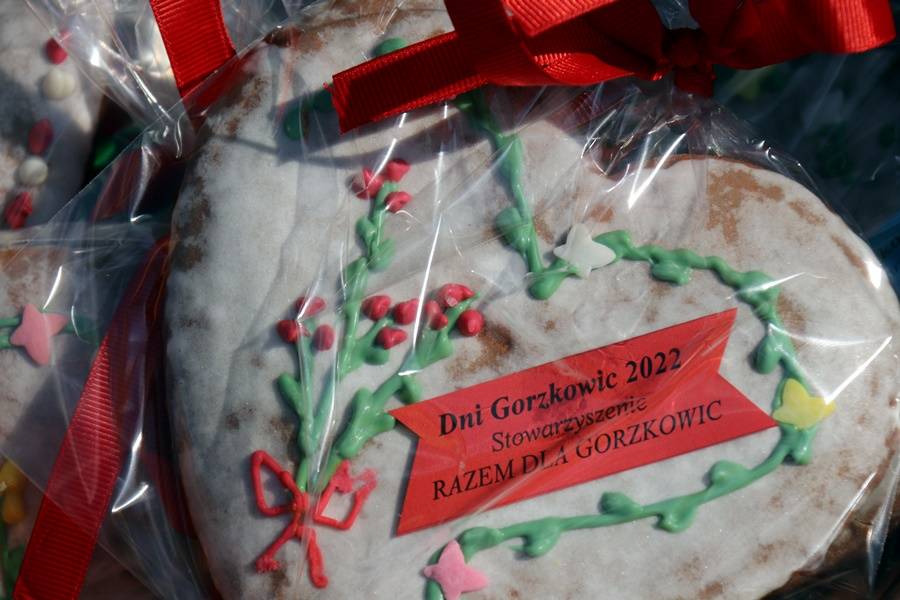 Dni Gorzkowic 2022
Stowarzyszenie
RAZEM DLA GORZKOWIC